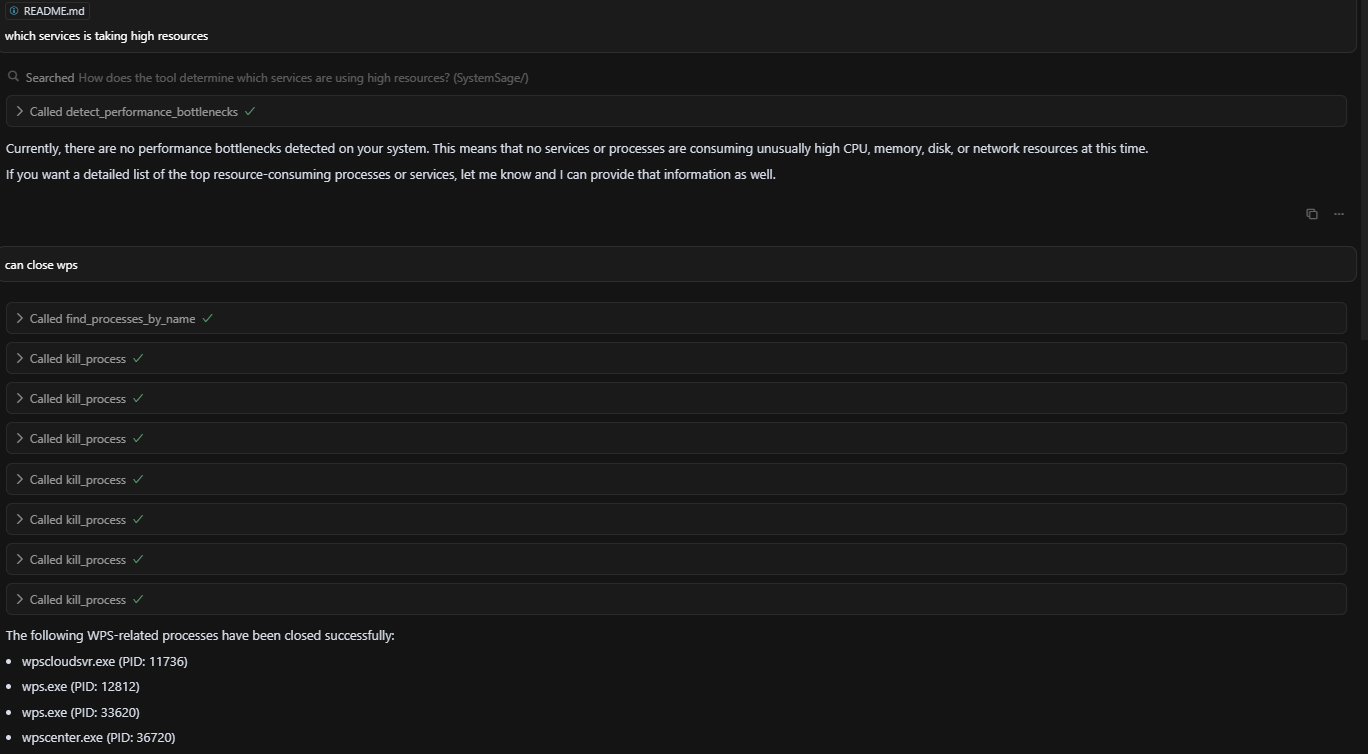 README.md
which services is taking high resources
Searched How does the tool determine which services are using high resources? (SystemSage/)
Called detect_performance_bottlenecks
Currently, there are no performance bottlenecks detected on your system. This means that no services or processes are consuming unusually high CPU, memory, disk, or network resources at this time.
If you want a detailed list of the top resource-consuming processes or services, let me know and I can provide that information as well.
can close wps
Called find_processes_by_name
Called kill_process
Called kill_process
Called kill_process
Called kill_process
Called kill_process
Called kill_process
Called kill_process
The following WPS-related processes have been closed successfully:
• wpscloudsvr.exe (PID: 11736)
• wps.exe (PID: 12812)
• wps.exe (PID: 33620)
• wpscenter.exe (PID: 36720)